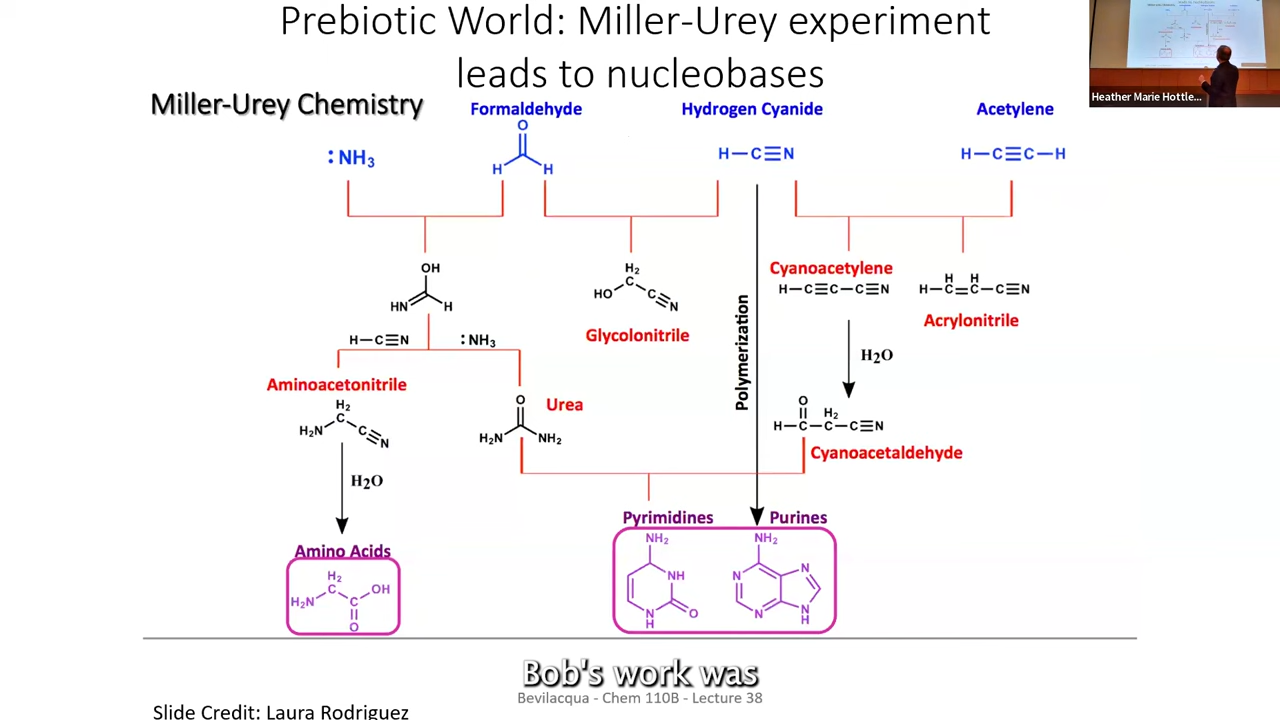 Prebiotic World: Miller-Urey experiment
leads to nucleobases
Heather Marie Hottle...
Miller-Urey Chemistry
Formaldehyde
Hydrogen Cyanide
Acetylene
:NH3
O
H H
H—C≡N
H—C≡C—H
OH
HN H
H2
HO C C N
Glycolonitrile
Cyanoacetylene
H—C≡C—C≡N
H H
H—C=C—C≡N
Acrylonitrile
Polymerization
H—C≡N
:NH3
H2O
Aminoacetonitrile
H2
H2N C C N
Urea
O
H2N NH2
O H2
H—C—C—C≡N
Cyanoacetaldehyde
H2O
Amino Acids
H2
H2N C C OH
O
Pyrimidines
NH2
NH
N O
H
Purines
NH2
N N
N N
H
Bob's work was
Bevilacqua - Chem 110B - Lecture 38
Slide Credit: Laura Rodriguez